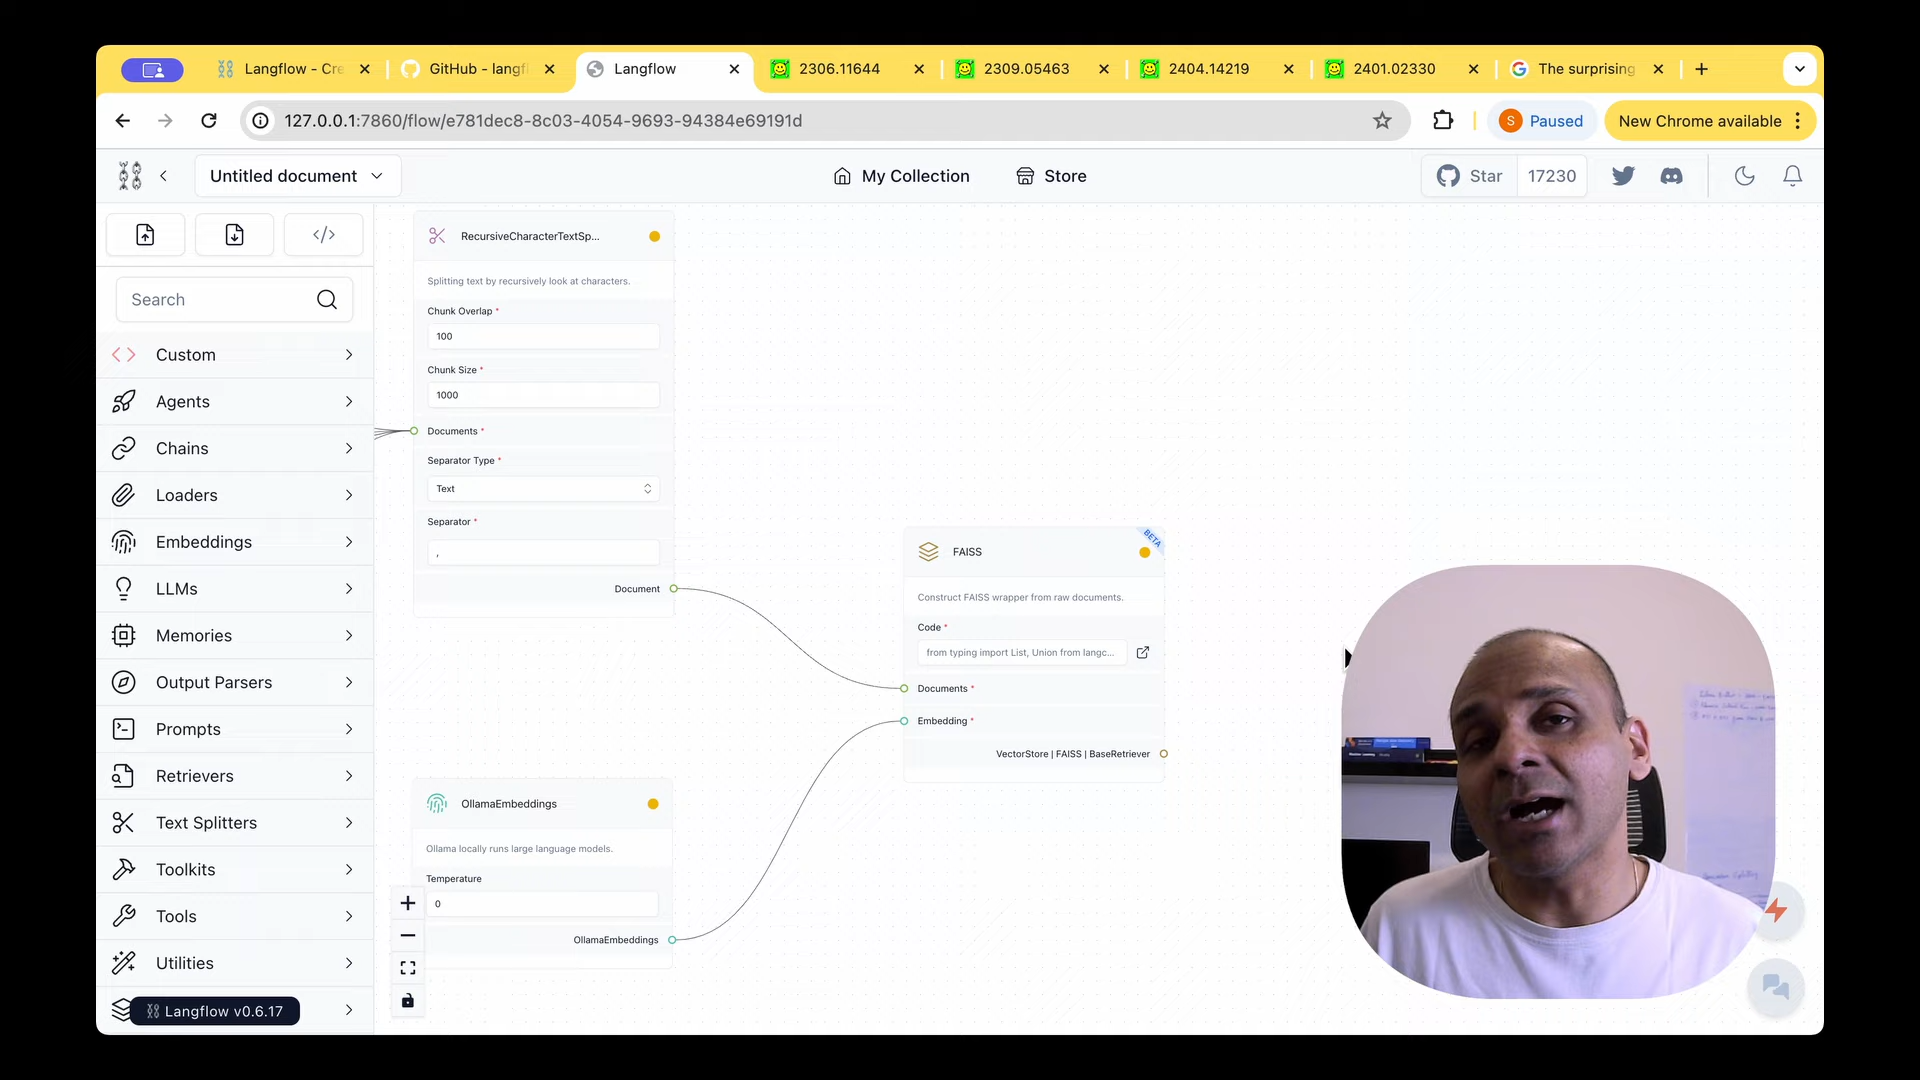 Langflow - Cre
GitHub - langf
Langflow
2306.11644
2309.05463
2404.14219
2401.02330
The surprising
127.0.0.1:7860/flow/e781dec8-8c03-4054-9693-94384e69191d
S
Paused
New Chrome available
Untitled document
My Collection
Store
Star
17230
Search
Custom
Agents
Chains
Loaders
Embeddings
LLMs
Memories
Output Parsers
Prompts
Retrievers
Text Splitters
Toolkits
Tools
Utilities
Langflow v0.6.17
RecursiveCharacterTextSp...
Splitting text by recursively look at characters.
Chunk Overlap *
100
Chunk Size *
1000
Documents *
Separator Type *
Text
Separator *
,
Document
OllamaEmbeddings
Ollama locally runs large language models.
Temperature
0
OllamaEmbeddings
BETA
FAISS
Construct FAISS wrapper from raw documents.
Code *
from typing import List, Union from langc...
Documents *
Embedding *
VectorStore | FAISS | BaseRetriever